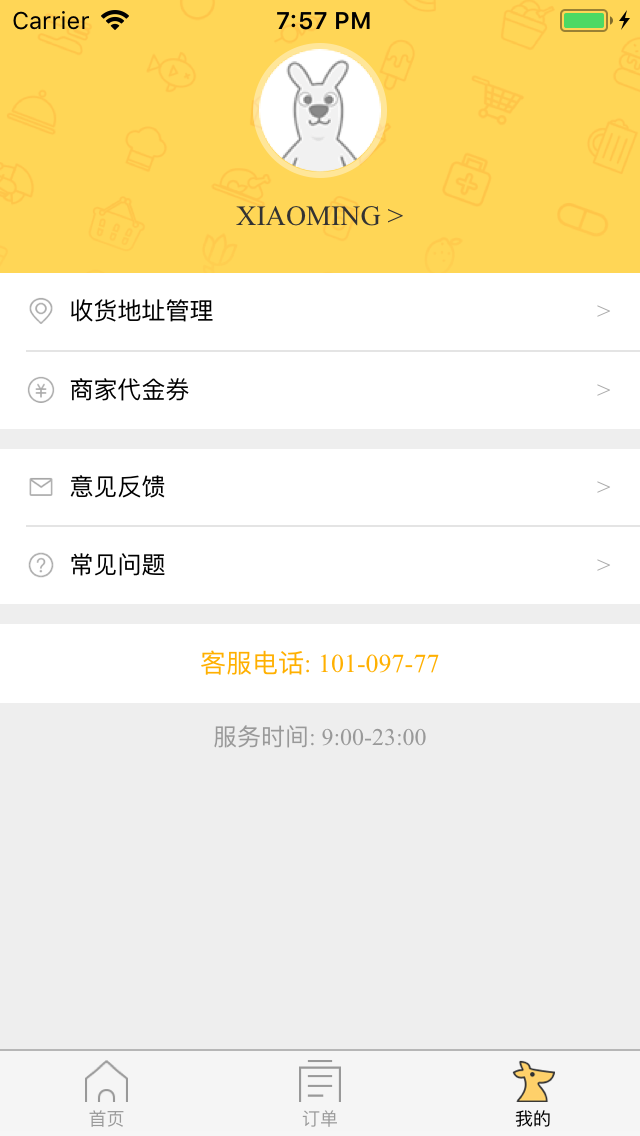 Carrier 7:57 PM
XIAOMING >
收货地址管理 >
商家代金券 >
意见反馈 >
常见问题 >
客服电话: 101-097-77
服务时间: 9:00-23:00
首页 订单 我的